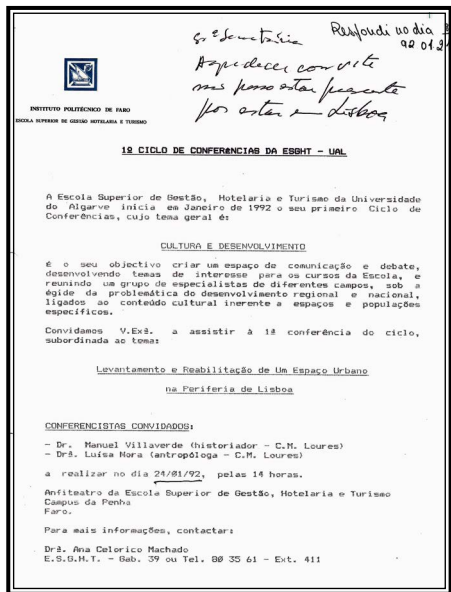 Srª Secretária
Respondi no dia
92.01.2
Agradecer convite
mas posso estar presente
por estar em Lisboa
INSTITUTO POLITÉCNICO DE FARO
ESCOLA SUPERIOR DE GESTÃO HOTELARIA E TURISMO
1º CICLO DE CONFERêNCIAS DA ESGHT - UAL
A Escola Superior de Gestão, Hotelaria e Turismo da Universidade
do Algarve inicia em Janeiro de 1992 o seu primeiro Ciclo de
Conferências, cujo tema geral é:
CULTURA E DESENVOLVIMENTO
É o seu objectivo criar um espaço de comunicação e debate,
desenvolvendo temas de interesse para os cursos da Escola, e
reunindo um grupo de especialistas de diferentes campos, sob a
égide da problemática do desenvolvimento regional e nacional,
ligados ao conteúdo cultural inerente a espaços e populações
específicos.
Convidamos V.Exª. a assistir à 1ª conferência do ciclo,
subordinada ao tema:
Levantamento e Reabilitação de Um Espaço Urbano
na Periferia de Lisboa
CONFERENCISTAS CONVIDADOS:
- Dr. Manuel Villaverde (historiador - C.M. Loures)
- Drª. Luísa Nora (antropóloga - C.M. Loures)
a realizar no dia 24/01/92, pelas 14 horas.
Anfiteatro da Escola Superior de Gestão, Hotelaria e Turismo
Campus da Penha
Faro.
Para mais informações, contactar:
Drª. Ana Celorico Machado
E.S.G.H.T. - Gab. 39 ou Tel. 80 35 61 - Ext. 411